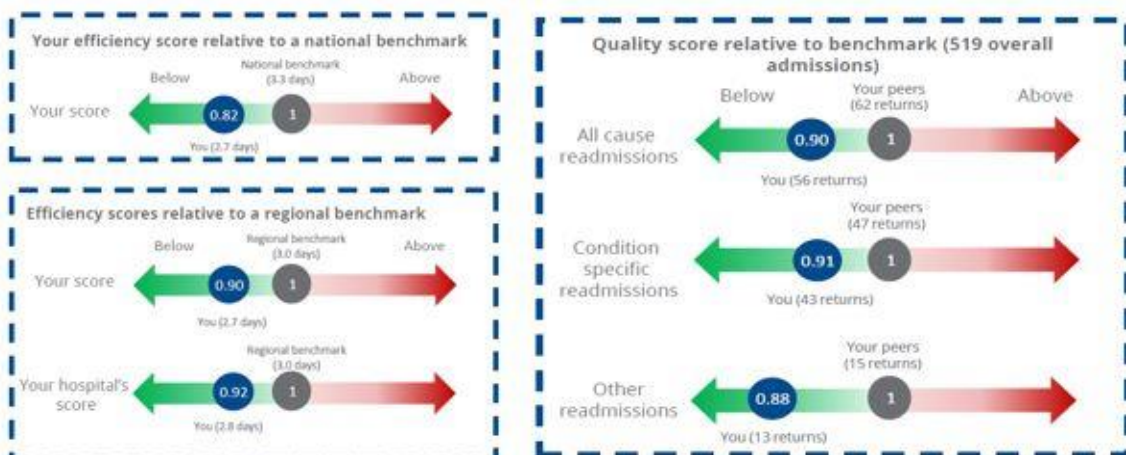 Your efficiency score relative to a national benchmark
National benchmark
(3.3 days)
Below
Above
Your score
0.82
1
You (2.7 days)
Efficiency scores relative to a regional benchmark
Regional benchmark
(3.0 days)
Below
Above
Your score
0.90
1
You (2.7 days)
Regional benchmark
(3.0 days)
Your hospital's
score
0.92
1
You (2.8 days)
Quality score relative to benchmark (519 overall
admissions)
Your peers
(62 returns)
Below
Above
All cause
readmissions
0.90
1
You (56 returns)
Your peers
(47 returns)
Condition
specific
readmissions
0.91
1
You (43 returns)
Your peers
(15 returns)
Other
readmissions
0.88
1
You (13 returns)